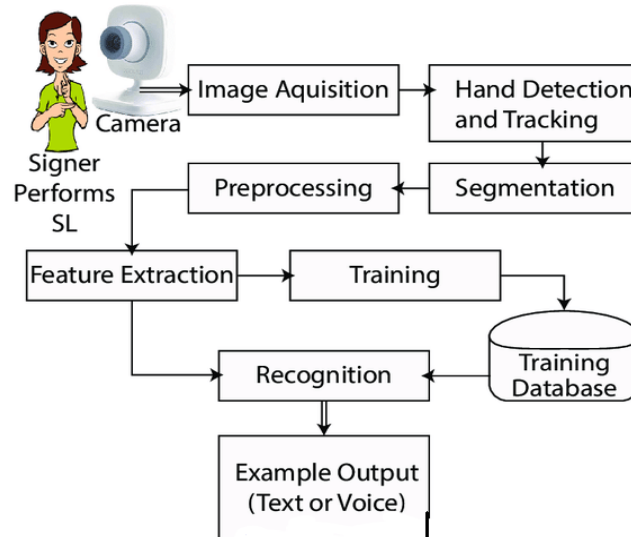 Camera
Signer
Performs
SL
Image Aquisition
Hand Detection
and Tracking
Segmentation
Preprocessing
Feature Extraction
Training
Training
Database
Recognition
Example Output
(Text or Voice)